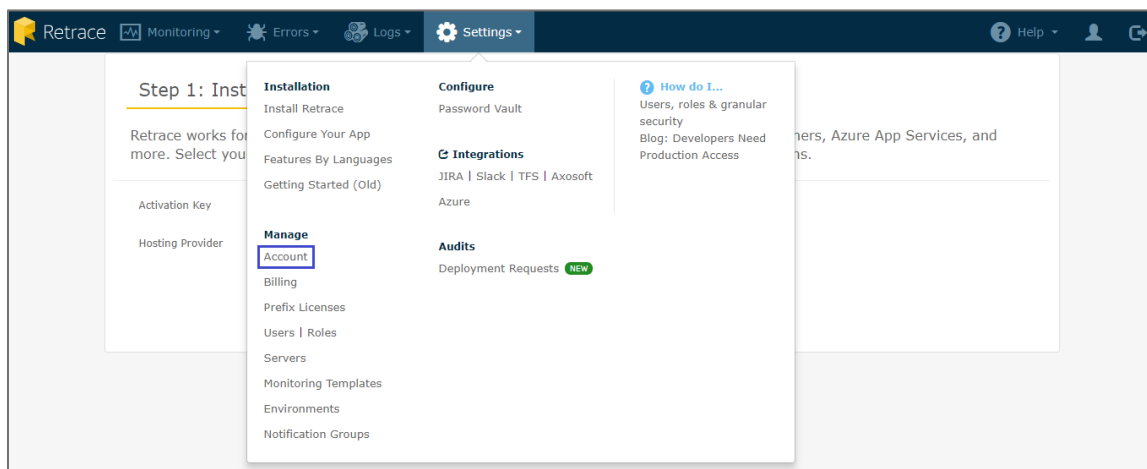 Retrace Monitoring Errors Logs Settings Help
Step 1: Inst
Retrace works for
more. Select you
ners, Azure App Services, and
ns.
Activation Key
Hosting Provider
Installation
Install Retrace
Configure Your App
Features By Languages
Getting Started (Old)
Manage
Account
Billing
Prefix Licenses
Users | Roles
Servers
Monitoring Templates
Environments
Notification Groups
Configure
Password Vault
Integrations
JIRA | Slack | TFS | Axosoft
Azure
Audits
Deployment Requests NEW
? How do I...
Users, roles & granular
security
Blog: Developers Need
Production Access